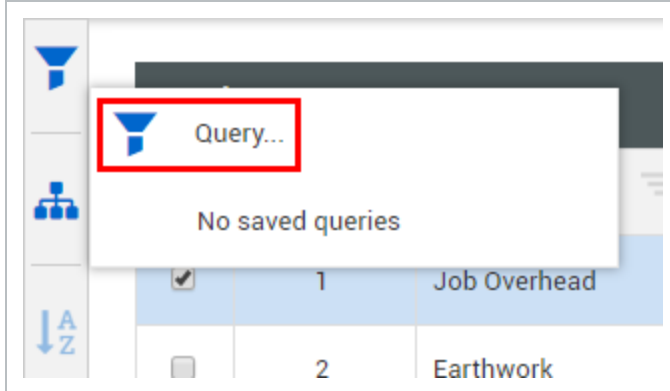 Query...
No saved queries
1 Job Overhead
A
Z
2 Earthwork